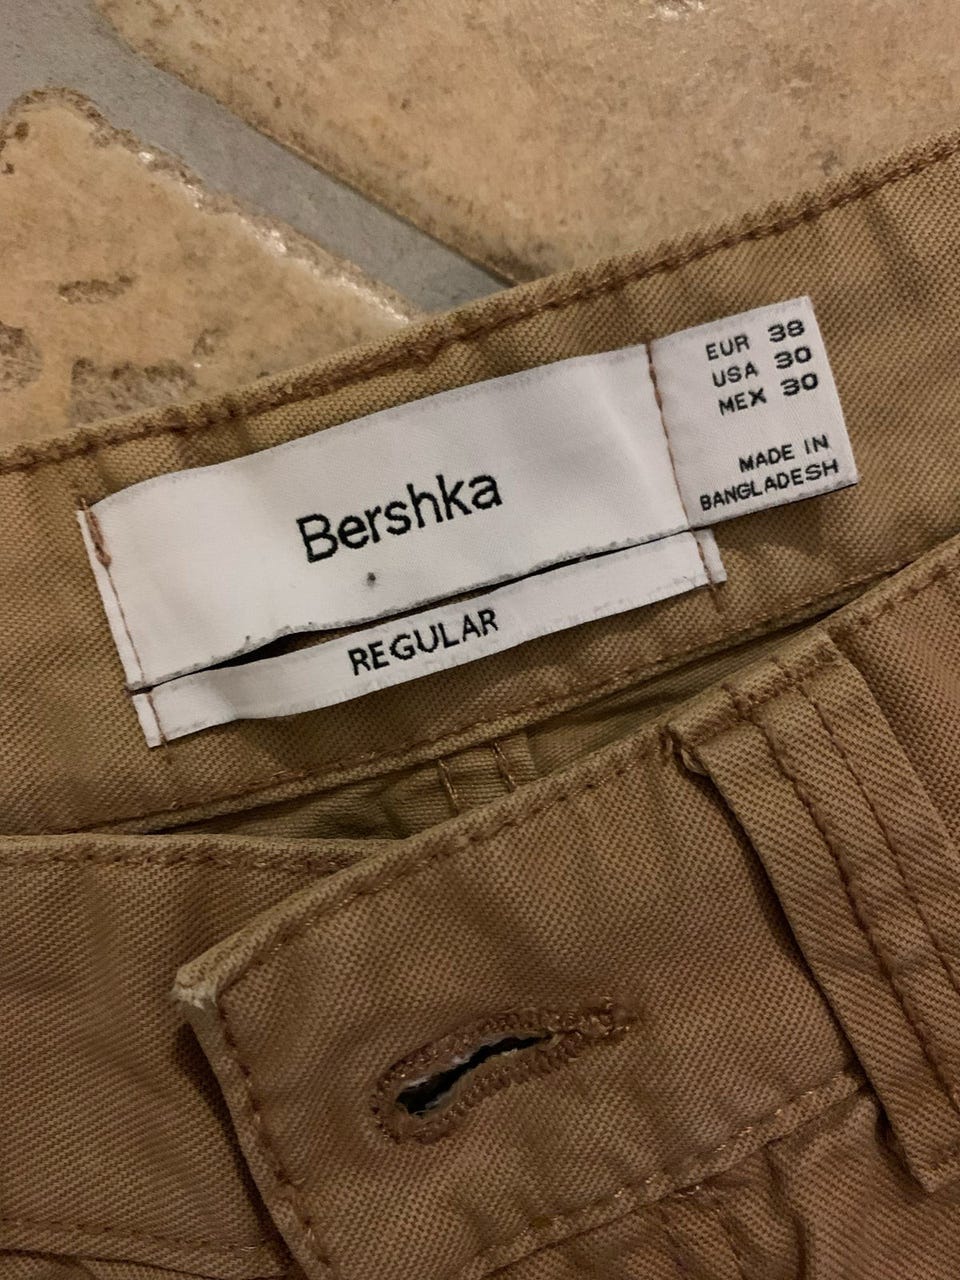 Bershka
REGULAR
EUR 38
USA 30
MEX 30
MADE IN
BANGLADESH